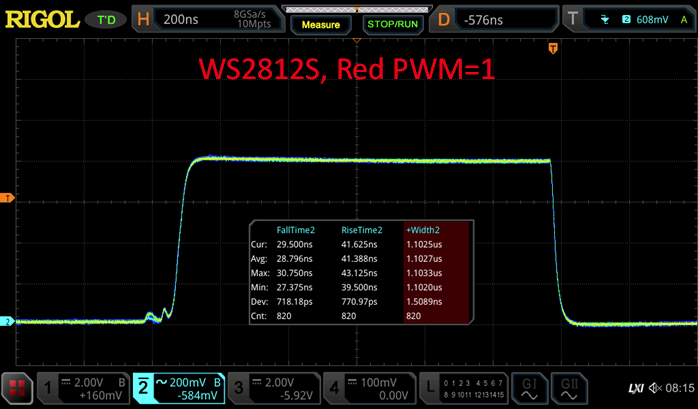 RIGOL T'D H 200ns 8GSa/s 10Mpts Measure STOP/RUN D -576ns T 2 608mV A
T
WS2812S, Red PWM=1
T
FallTime2 RiseTime2 +Width2
Cur: 29.500ns 41.625ns 1.1025us
Avg: 28.796ns 41.388ns 1.1027us
Max: 30.750ns 43.125ns 1.1033us
Min: 27.375ns 39.500ns 1.1020us
Dev: 718.18ps 770.97ps 1.5089ns
Cnt: 820 820 820
2
1 2.00V B +160mV 2 200mV B -584mV 3 2.00V -5.92V 4 100mV 0.00V L 0 1 2 3 4 5 6 7 8 9 10 11 12 13 14 15 GI GII LXI 08:15